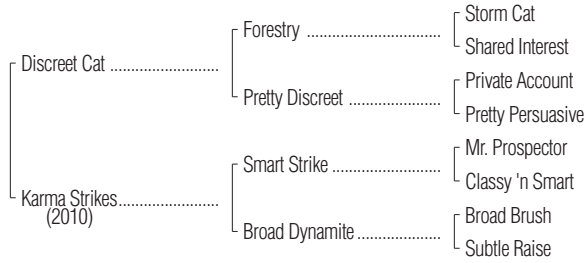 Storm Cat
Forestry ..............................
Shared Interest
Discreet Cat ........................
Private Account
Pretty Discreet ........................
Pretty Persuasive
Mr. Prospector
Smart Strike ........................
Classy 'n Smart
Karma Strikes......................
(2010)
Broad Brush
Broad Dynamite ...................
Subtle Raise